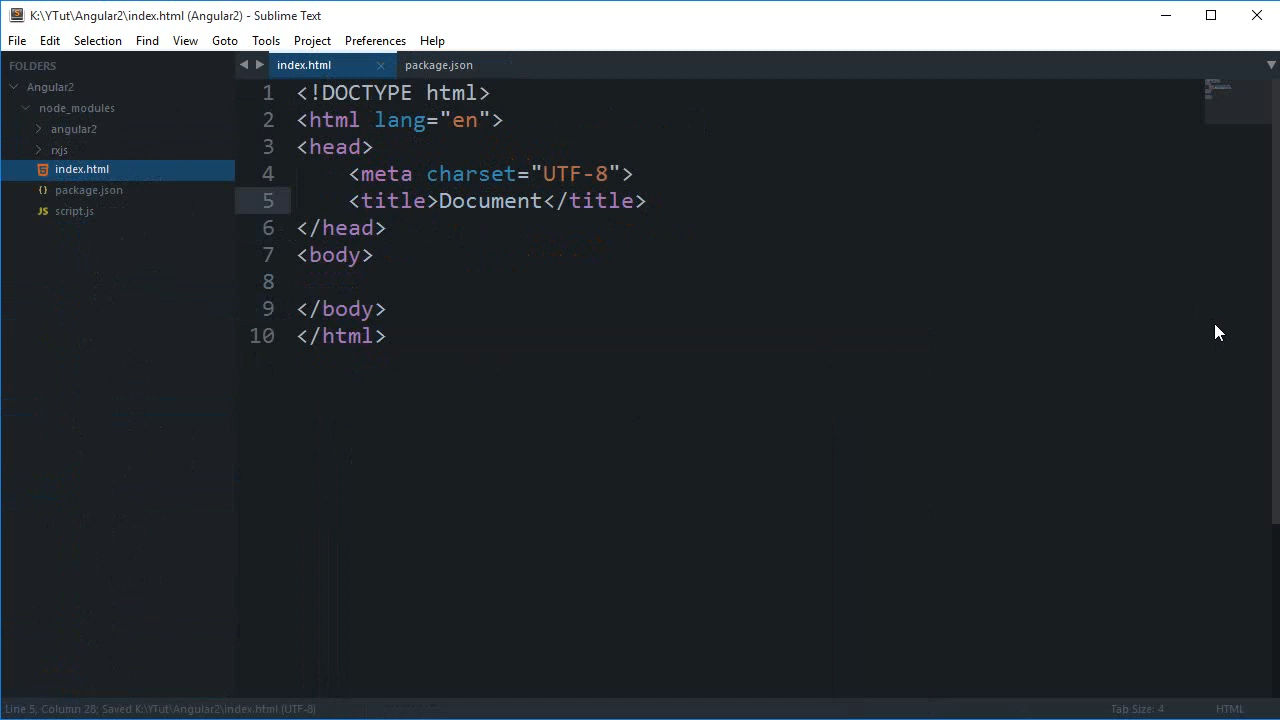 K:\YTut\Angular2\index.html (Angular2) - Sublime Text
File Edit Selection Find View Goto Tools Project Preferences Help
FOLDERS
Angular2
node_modules
angular2
rxjs
index.html
package.json
script.js
index.html package.json
1 <!DOCTYPE html>
2 <html lang="en">
3 <head>
4 <meta charset="UTF-8">
5 <title>Document</title>
6 </head>
7 <body>
8
9 </body>
10 </html>
Line 5; Column 28; Saved K:\YTut\Angular2\index.html (UTF-8) Tab Size: 4 HTML